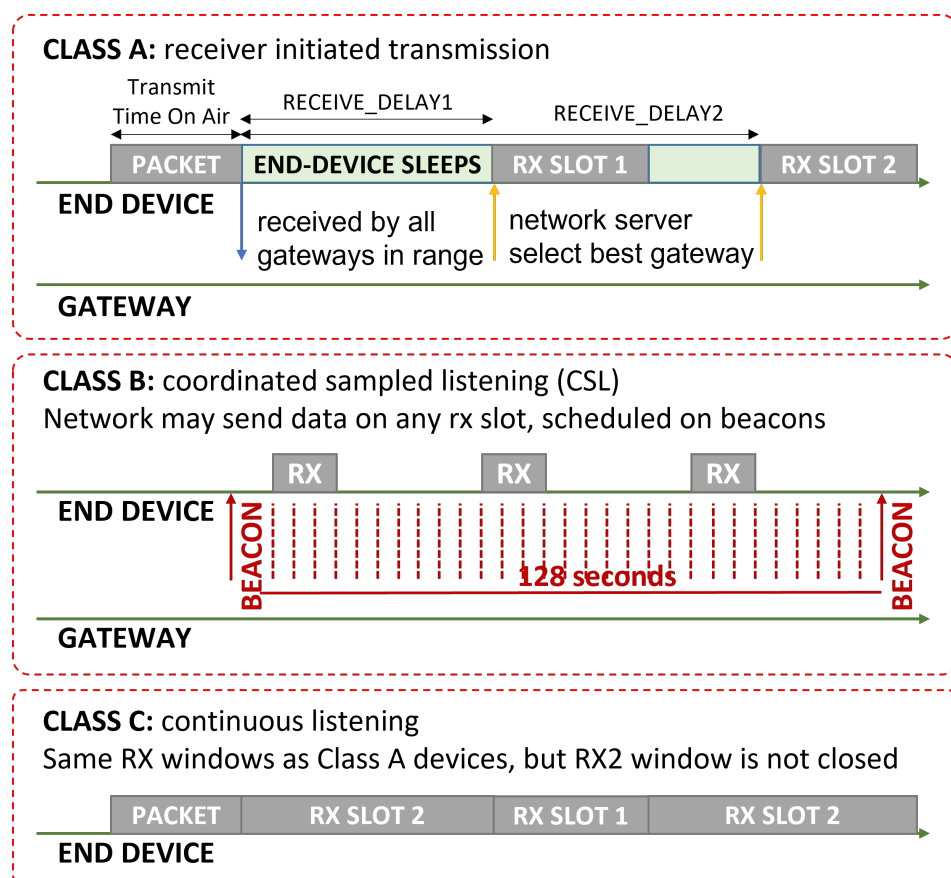 CLASS A: receiver initiated transmission
Transmit
Time On Air
RECEIVE_DELAY1
RECEIVE_DELAY2
PACKET
END-DEVICE SLEEPS
RX SLOT 1
RX SLOT 2
END DEVICE
received by all
gateways in range
network server
select best gateway
GATEWAY
CLASS B: coordinated sampled listening (CSL)
Network may send data on any rx slot, scheduled on beacons
RX
RX
RX
END DEVICE
BEACON
128 seconds
BEACON
GATEWAY
CLASS C: continuous listening
Same RX windows as Class A devices, but RX2 window is not closed
PACKET
RX SLOT 2
RX SLOT 1
RX SLOT 2
END DEVICE